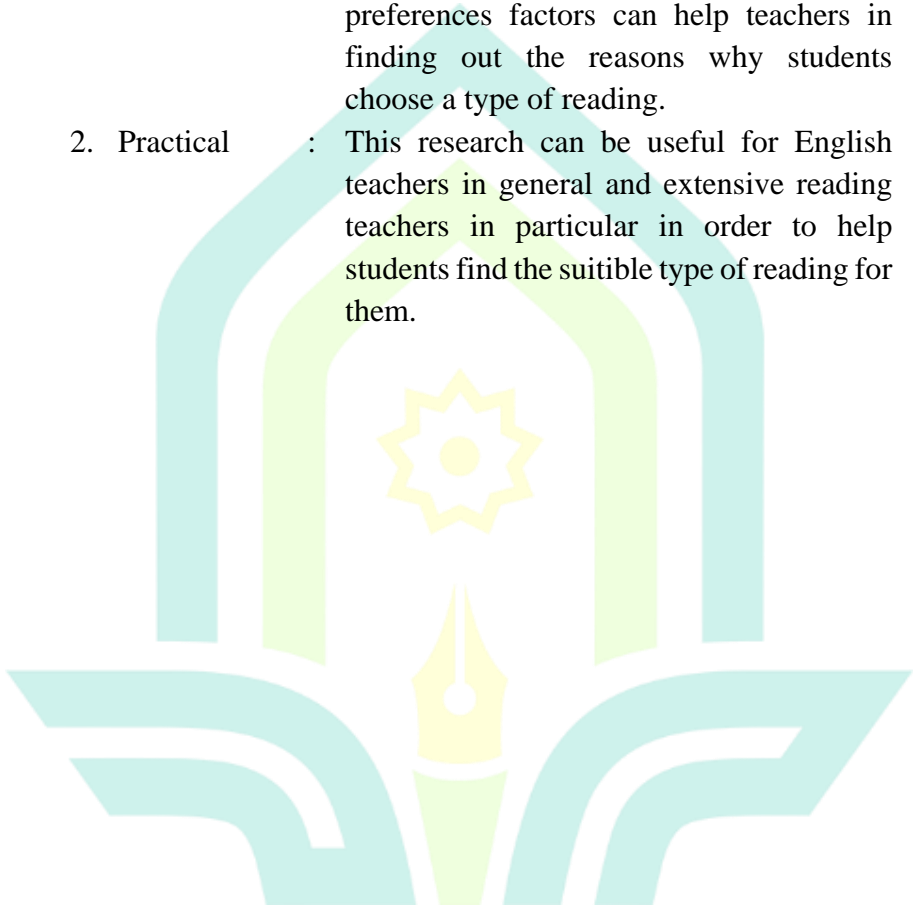 preferences factors can help teachers in
finding out the reasons why students
choose a type of reading.
2. Practical : This research can be useful for English
teachers in general and extensive reading
teachers in particular in order to help
students find the suitible type of reading for
them.